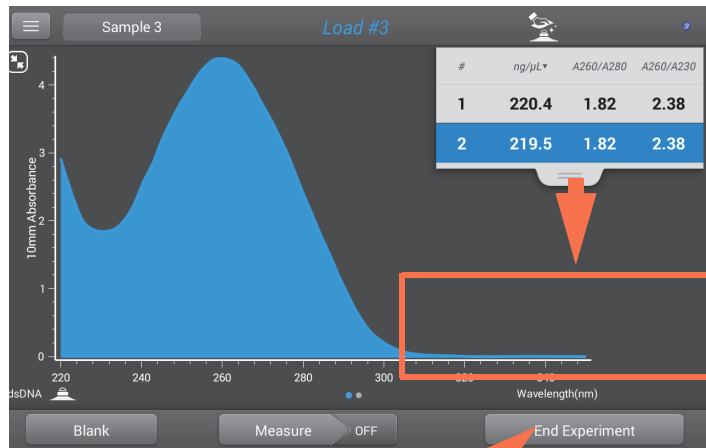 Sample 3
Load #3
S
# ng/µL▾ A260/A280 A260/A230
1 220.4 1.82 2.38
2 219.5 1.82 2.38
10mm Absorbance
4
3
2
1
0
220 240 260 280 300 320 340
dsDNA
Wavelength(nm)
Blank
Measure
OFF
End Experiment